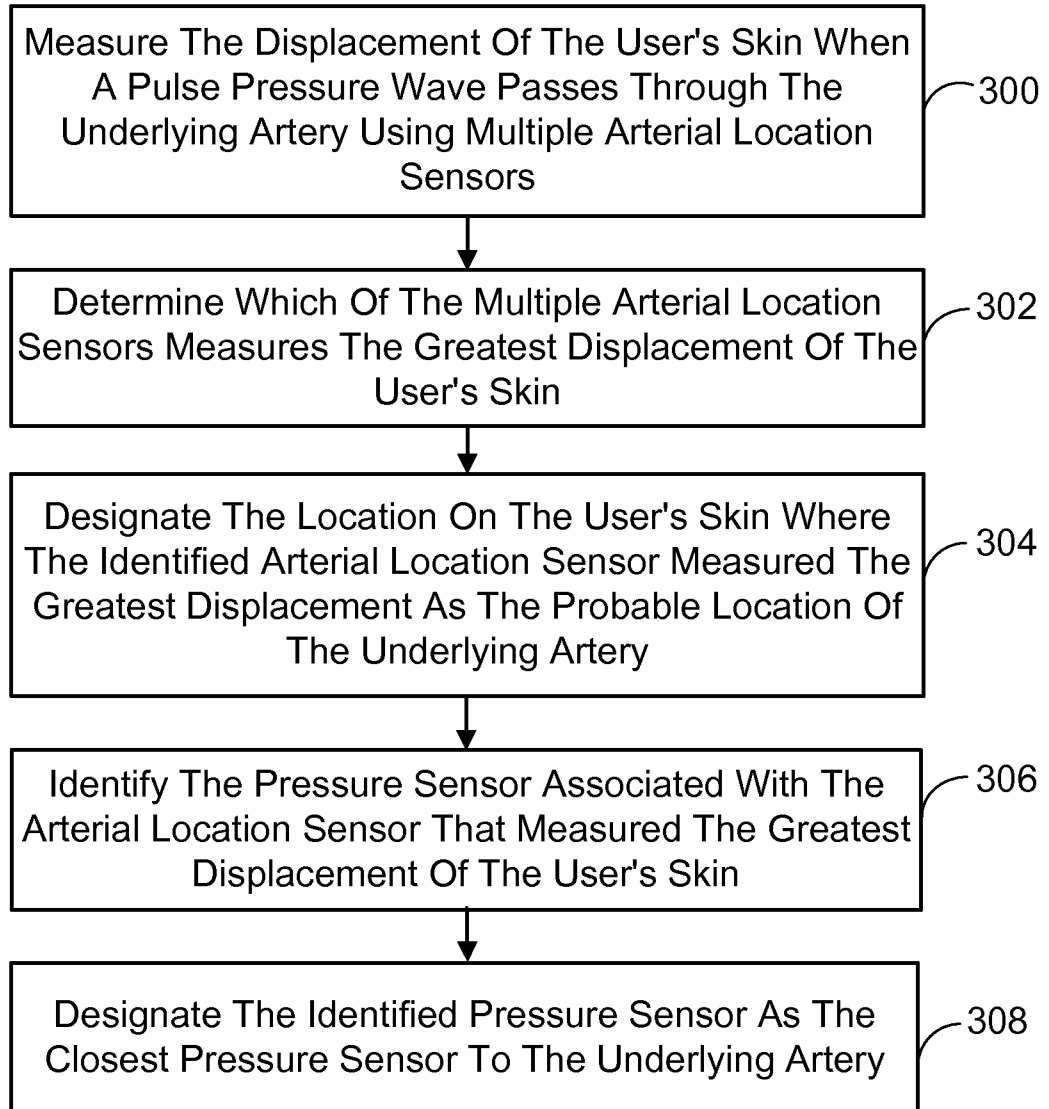 Measure The Displacement Of The User's Skin When
A Pulse Pressure Wave Passes Through The
Underlying Artery Using Multiple Arterial Location
Sensors
300
Determine Which Of The Multiple Arterial Location
Sensors Measures The Greatest Displacement Of The
User's Skin
302
Designate The Location On The User's Skin Where
The Identified Arterial Location Sensor Measured The
Greatest Displacement As The Probable Location Of
The Underlying Artery
304
Identify The Pressure Sensor Associated With The
Arterial Location Sensor That Measured The Greatest
Displacement Of The User's Skin
306
Designate The Identified Pressure Sensor As The
Closest Pressure Sensor To The Underlying Artery
308